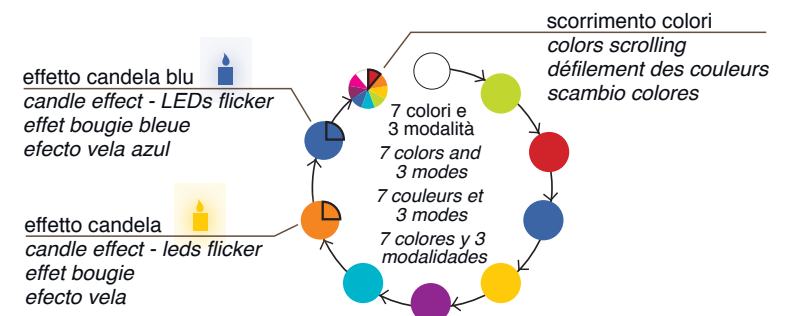 scorrimento colori
colors scrolling
défilement des couleurs
scambio colores
effetto candela blu
candle effect - LEDs flicker
effet bougie bleue
efecto vela azul
7 colori e
3 modalità
7 colors and
3 modes
7 couleurs et
3 modes
7 colores y 3
modalidades
effetto candela
candle effect - leds flicker
effet bougie
efecto vela